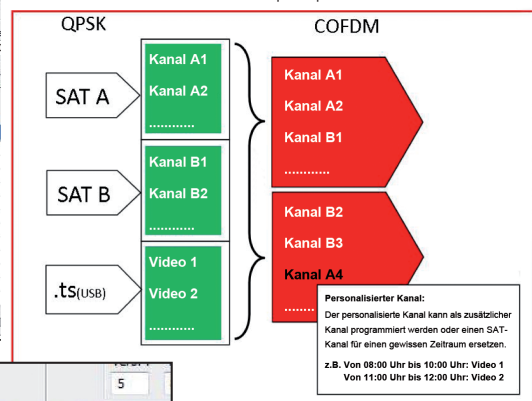 QPSK
COFDM
SAT A
Kanal A1
Kanal A2
............
SAT B
Kanal B1
Kanal B2
............
.ts(USB)
Video 1
Video 2
............
Kanal A1
Kanal A2
Kanal B1
............
Kanal B2
Kanal B3
Kanal A4
........
Personalisierter Kanal:
Der personalisierte Kanal kann als zusätzlicher
Kanal programmiert werden oder einen SAT-
Kanal für einen gewissen Zeitraum ersetzen.
z.B. Von 08:00 Uhr bis 10:00 Uhr: Video 1
Von 11:00 Uhr bis 12:00 Uhr: Video 2
5